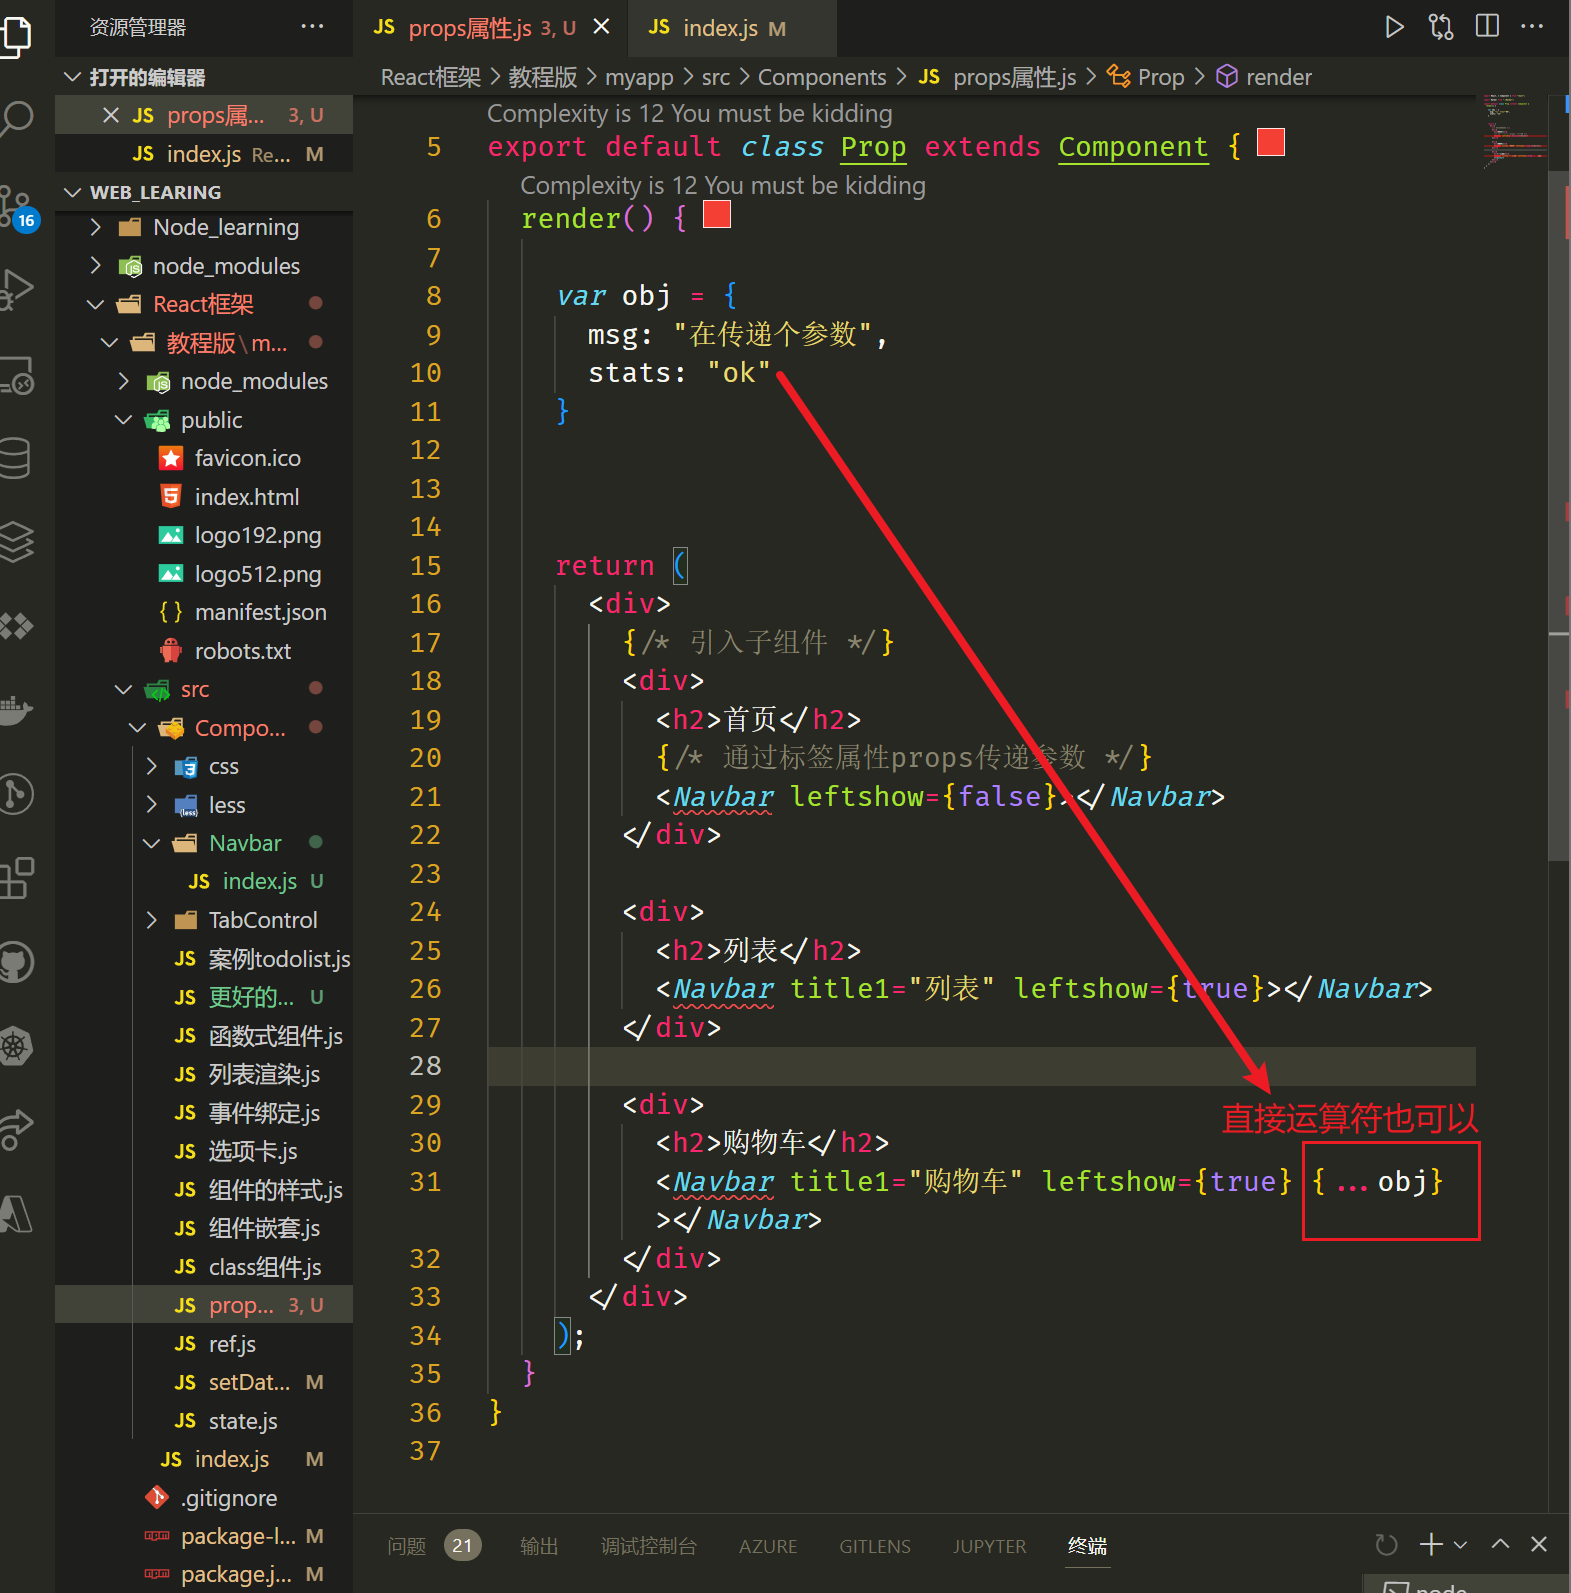 资源管理器 ···
打开的编辑器
JS props属... 3, U
JS index.js Re... M
WEB_LEARING
Node_learning
node_modules
React框架
教程版\m...
node_modules
public
favicon.ico
index.html
logo192.png
logo512.png
{ } manifest.json
robots.txt
src
Compo...
css
less
Navbar
JS index.js U
TabControl
JS 案例todolist.js
JS 更好的... U
JS 函数式组件.js
JS 列表渲染.js
JS 事件绑定.js
JS 选项卡.js
JS 组件的样式.js
JS 组件嵌套.js
JS class组件.js
JS prop... 3, U
JS ref.js
JS setDat... M
JS state.js
JS index.js M
.gitignore
package-l... M
package.j... M
16
JS props属性.js 3, U
JS index.js M
React框架 > 教程版 > myapp > src > Components > JS props属性.js > Prop > render
Complexity is 12 You must be kidding
5 export default class Prop extends Component {
Complexity is 12 You must be kidding
6 render() {
7
8 var obj = {
9 msg: "在传递个参数",
10 stats: "ok"
11 }
12
13
14
15 return (
16 <div>
17 {/* 引入子组件 */}
18 <div>
19 <h2>首页</h2>
20 {/* 通过标签属性props传递参数 */}
21 <Navbar leftshow={false}></Navbar>
22 </div>
23
24 <div>
25 <h2>列表</h2>
26 <Navbar title1="列表" leftshow={true}></Navbar>
27 </div>
28
29 <div>
直接运算符也可以
30 <h2>购物车</h2>
31 <Navbar title1="购物车" leftshow={true} {...obj}
></Navbar>
32 </div>
33 </div>
34 );
35 }
36 }
37
问题 21 输出 调试控制台 AZURE GITLENS JUPYTER 终端
node